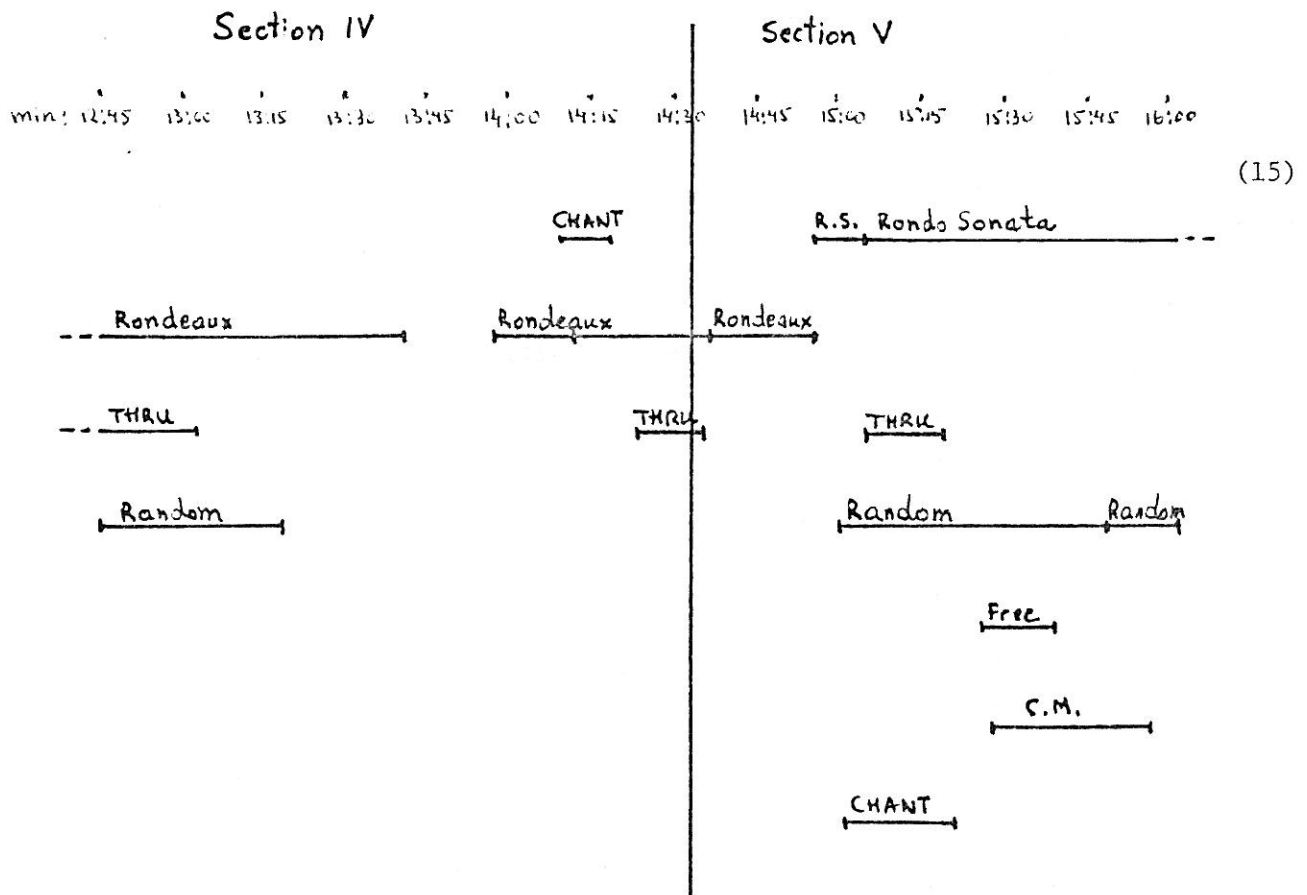 Section IV Section V
min: 12:45 13:00 13:15 13:30 13:45 14:00 14:15 14:30 14:45 15:00 15:15 15:30 15:45 16:00
(15)
CHANT R.S. Rondo Sonata
Rondeaux Rondeaux Rondeaux
THRU THRU THRU
Random Random Random
Free
C.M.
CHANT